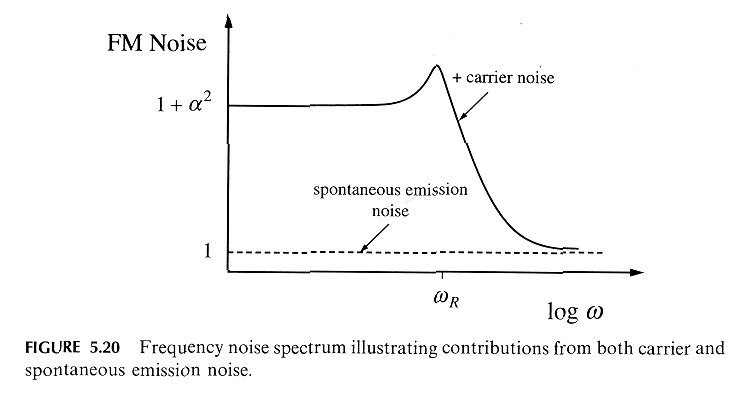 FM Noise
1 + α²
+ carrier noise
spontaneous emission
noise
1
ω_R
log ω
FIGURE 5.20 Frequency noise spectrum illustrating contributions from both carrier and
spontaneous emission noise.